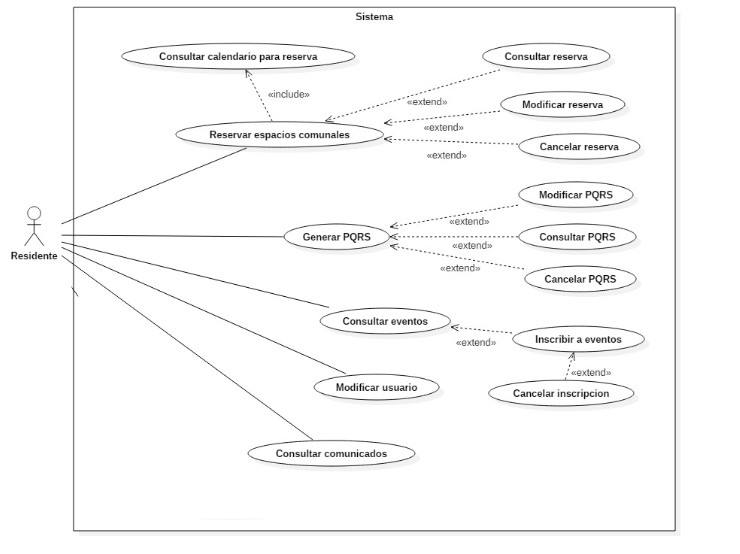 Sistema
Consultar calendario para reserva
Consultar reserva
«include»
«extend»
Modificar reserva
Reservar espacios comunales
«extend»
Cancelar reserva
«extend»
Modificar PQRS
«extend»
Residente
Generar PQRS
Consultar PQRS
«extend»
«extend»
Cancelar PQRS
Consultar eventos
«extend»
Inscribir a eventos
«extend»
Modificar usuario
Cancelar inscripcion
Consultar comunicados